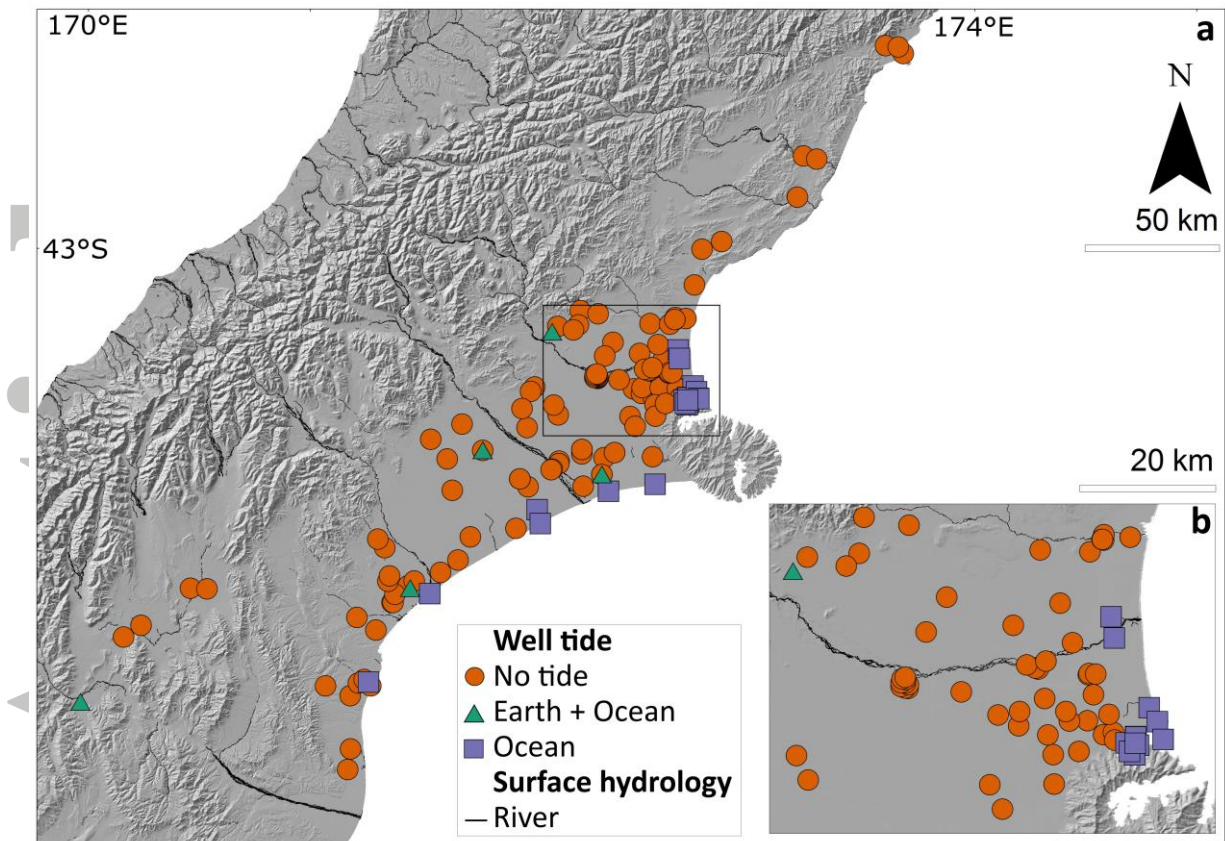 170°E
174°E
a
N
50 km
43°S
20 km
b
Well tide
No tide
Earth + Ocean
Ocean
Surface hydrology
River